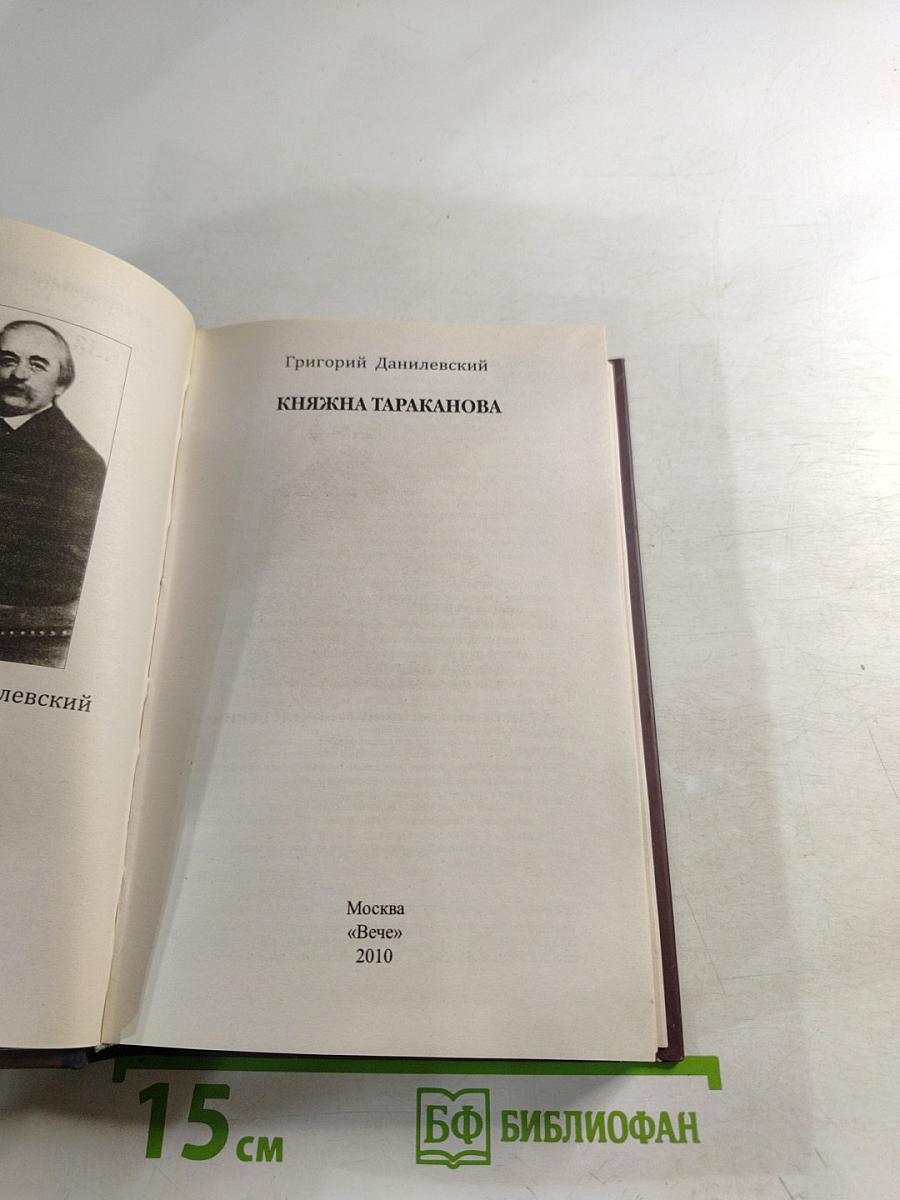 Григорий Данилевский
КНЯЖНА ТАРАКАНОВА
левский
Москва
«Вече»
2010
15 см
БФ БИБЛИОФАН